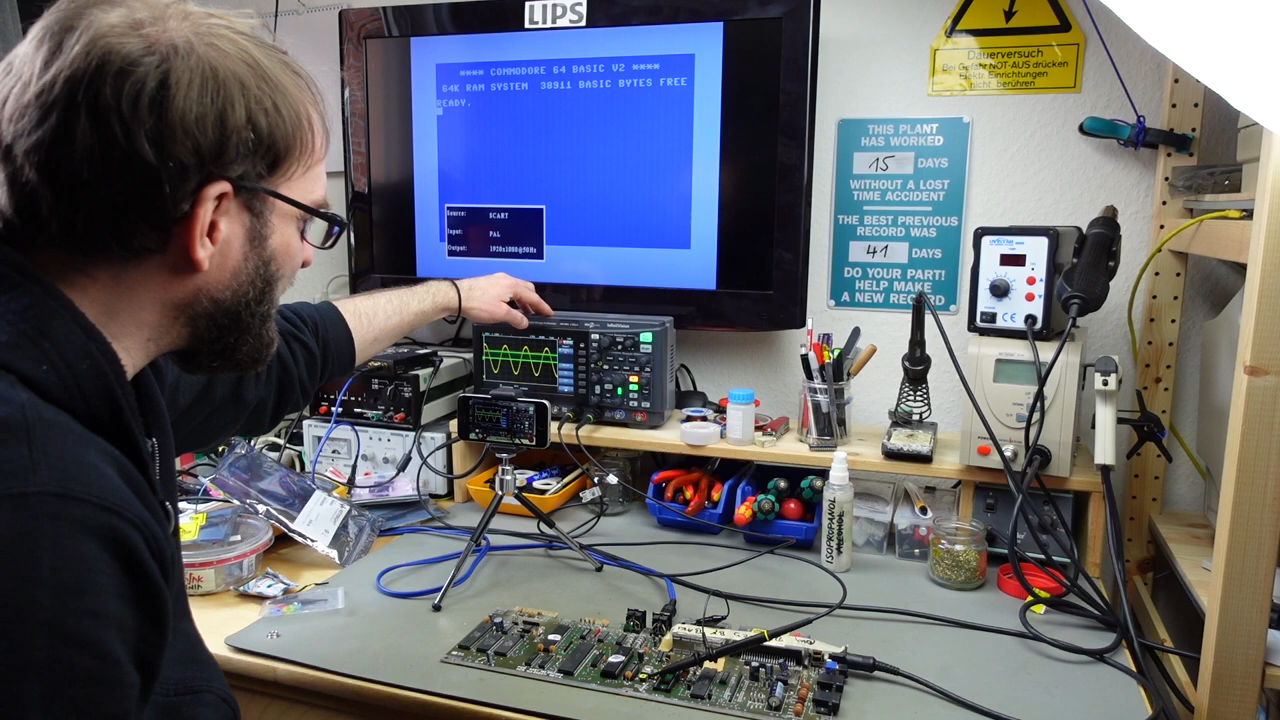 LIPS
**** COMMODORE 64 BASIC V2 ****
64K RAM SYSTEM 38911 BASIC BYTES FREE
READY.
Source: SCART
Input: PAL
Output: 1920x1080@50Hz
Dauerversuch
Bei Gefahr NOT-AUS drücken
Elektr. Einrichtungen
nicht berühren
THIS PLANT
HAS WORKED
15 DAYS
WITHOUT A LOST
TIME ACCIDENT
THE BEST PREVIOUS
RECORD WAS
41 DAYS
DO YOUR PART!
HELP MAKE
A NEW RECORD
CE
InfiniiVision
ISOPROPANOL